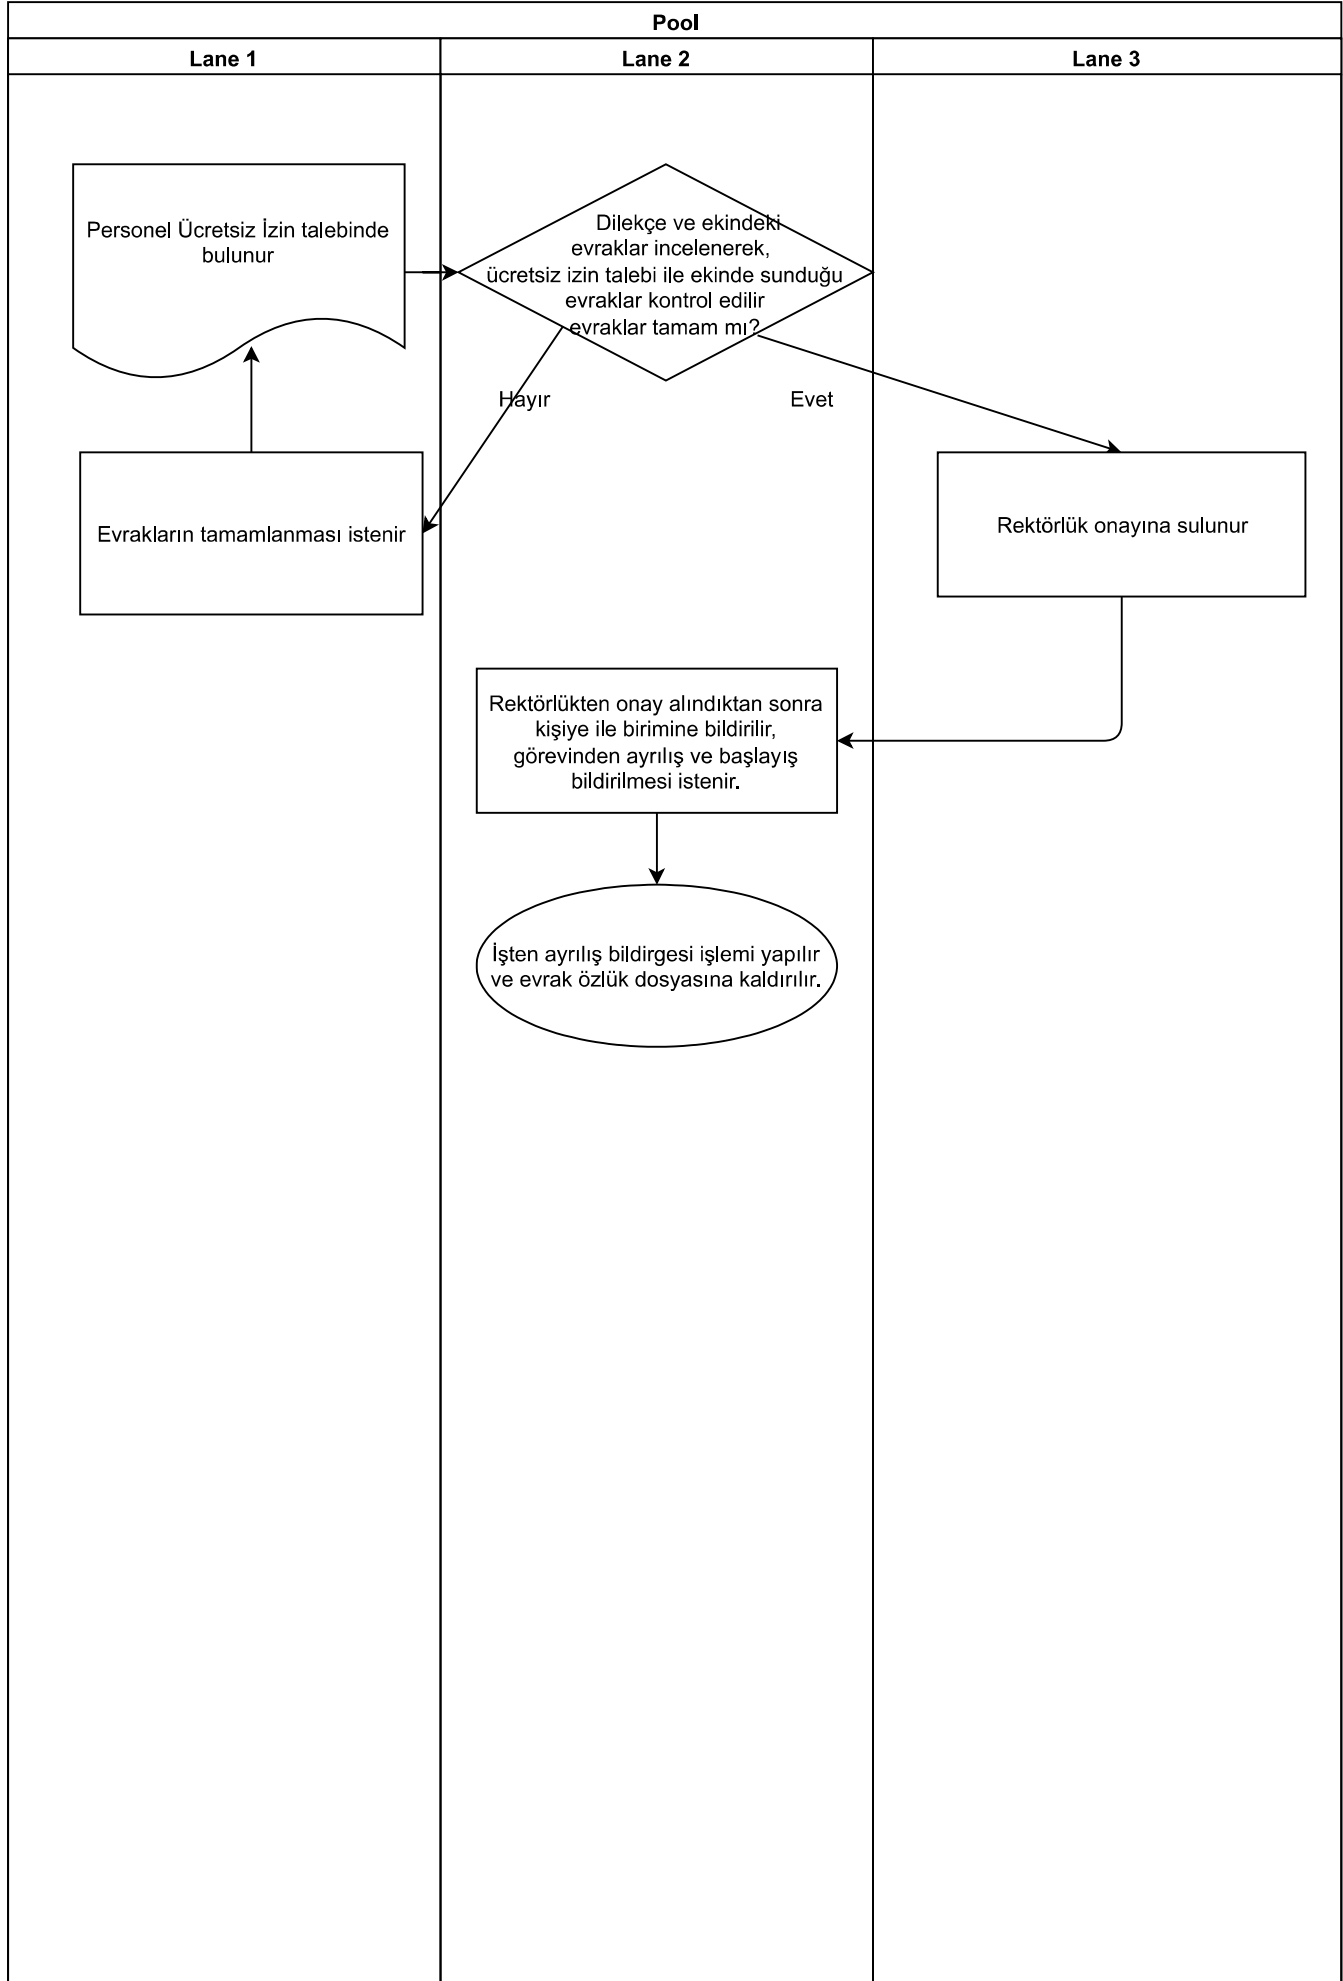 Pool
Lane 1
Lane 2
Lane 3
Personel Ücretsiz İzin talebinde
bulunur
Dilekçe ve ekindeki
evraklar incelenerek,
ücretsiz izin talebi ile ekinde sunduğu
evraklar kontrol edilir
evraklar tamam mı?
Hayır
Evet
Evrakların tamamlanması istenir
Rektörlük onayına sulunur
Rektörlükten onay alındıktan sonra
kişiye ile birimine bildirilir,
görevinden ayrılış ve başlayış
bildirilmesi istenir.
İşten ayrılış bildirgesi işlemi yapılır
ve evrak özlük dosyasına kaldırılır.